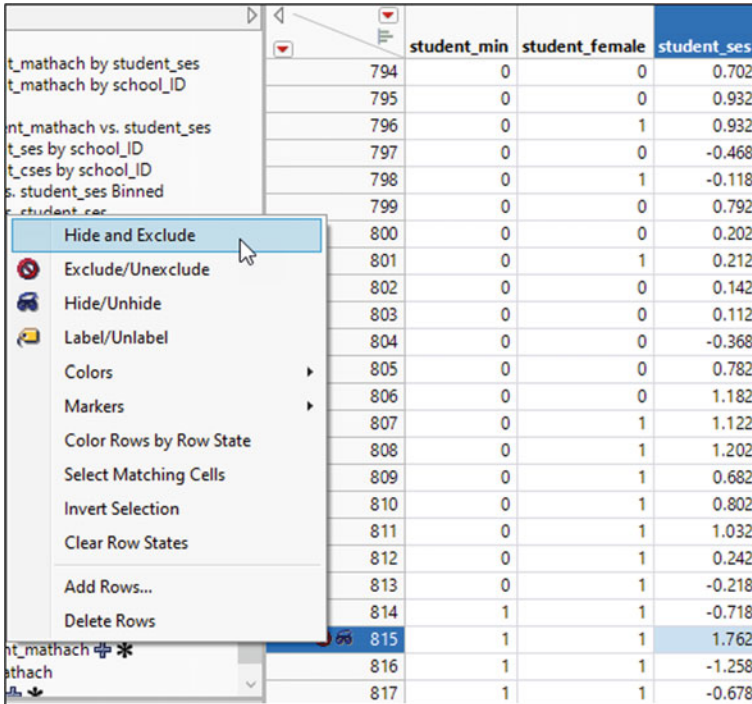 student_min student_female student_ses
t_mathach by student_ses
t_mathach by school_ID
ent_mathach vs. student_ses
t_ses by school_ID
t_cses by school_ID
s. student_ses Binned
s. student_ses
Hide and Exclude
Exclude/Unexclude
Hide/Unhide
Label/Unlabel
Colors
Markers
Color Rows by Row State
Select Matching Cells
Invert Selection
Clear Row States
Add Rows...
Delete Rows
nt_mathach
athach
794 0 0 0.702
795 0 0 0.932
796 0 1 0.932
797 0 0 -0.468
798 0 1 -0.118
799 0 0 0.792
800 0 0 0.202
801 0 1 0.212
802 0 0 0.142
803 0 0 0.112
804 0 0 -0.368
805 0 0 0.782
806 0 0 1.182
807 0 1 1.122
808 0 1 1.202
809 0 1 0.682
810 0 1 0.802
811 0 1 1.032
812 0 1 0.242
813 0 1 -0.218
814 1 1 -0.718
815 1 1 1.762
816 1 1 -1.258
817 1 1 -0.678